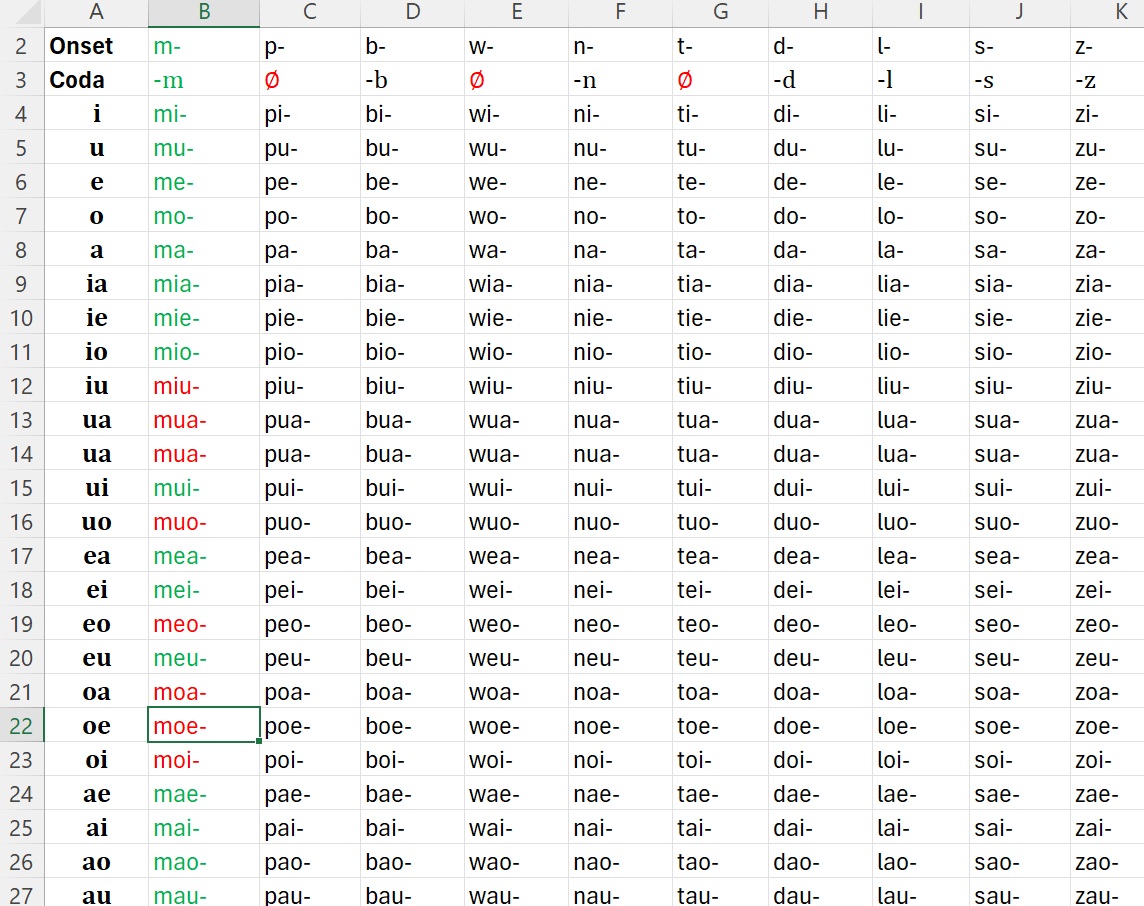 A B C D E F G H I J K
2 Onset m- p- b- w- n- t- d- l- s- z-
3 Coda -m Ø -b Ø -n Ø -d -l -s -z
4 i mi- pi- bi- wi- ni- ti- di- li- si- zi-
5 u mu- pu- bu- wu- nu- tu- du- lu- su- zu-
6 e me- pe- be- we- ne- te- de- le- se- ze-
7 o mo- po- bo- wo- no- to- do- lo- so- zo-
8 a ma- pa- ba- wa- na- ta- da- la- sa- za-
9 ia mia- pia- bia- wia- nia- tia- dia- lia- sia- zia-
10 ie mie- pie- bie- wie- nie- tie- die- lie- sie- zie-
11 io mio- pio- bio- wio- nio- tio- dio- lio- sio- zio-
12 iu miu- piu- biu- wiu- niu- tiu- diu- liu- siu- ziu-
13 ua mua- pua- bua- wua- nua- tua- dua- lua- sua- zua-
14 ua mua- pua- bua- wua- nua- tua- dua- lua- sua- zua-
15 ui mui- pui- bui- wui- nui- tui- dui- lui- sui- zui-
16 uo muo- puo- buo- wuo- nuo- tuo- duo- luo- suo- zuo-
17 ea mea- pea- bea- wea- nea- tea- dea- lea- sea- zea-
18 ei mei- pei- bei- wei- nei- tei- dei- lei- sei- zei-
19 eo meo- peo- beo- weo- neo- teo- deo- leo- seo- zeo-
20 eu meu- peu- beu- weu- neu- teu- deu- leu- seu- zeu-
21 oa moa- poa- boa- woa- noa- toa- doa- loa- soa- zoa-
22 oe moe- poe- boe- woe- noe- toe- doe- loe- soe- zoe-
23 oi moi- poi- boi- woi- noi- toi- doi- loi- soi- zoi-
24 ae mae- pae- bae- wae- nae- tae- dae- lae- sae- zae-
25 ai mai- pai- bai- wai- nai- tai- dai- lai- sai- zai-
26 ao mao- pao- bao- wao- nao- tao- dao- lao- sao- zao-
27 au mau- pau- bau- wau- nau- tau- dau- lau- sau- zau-